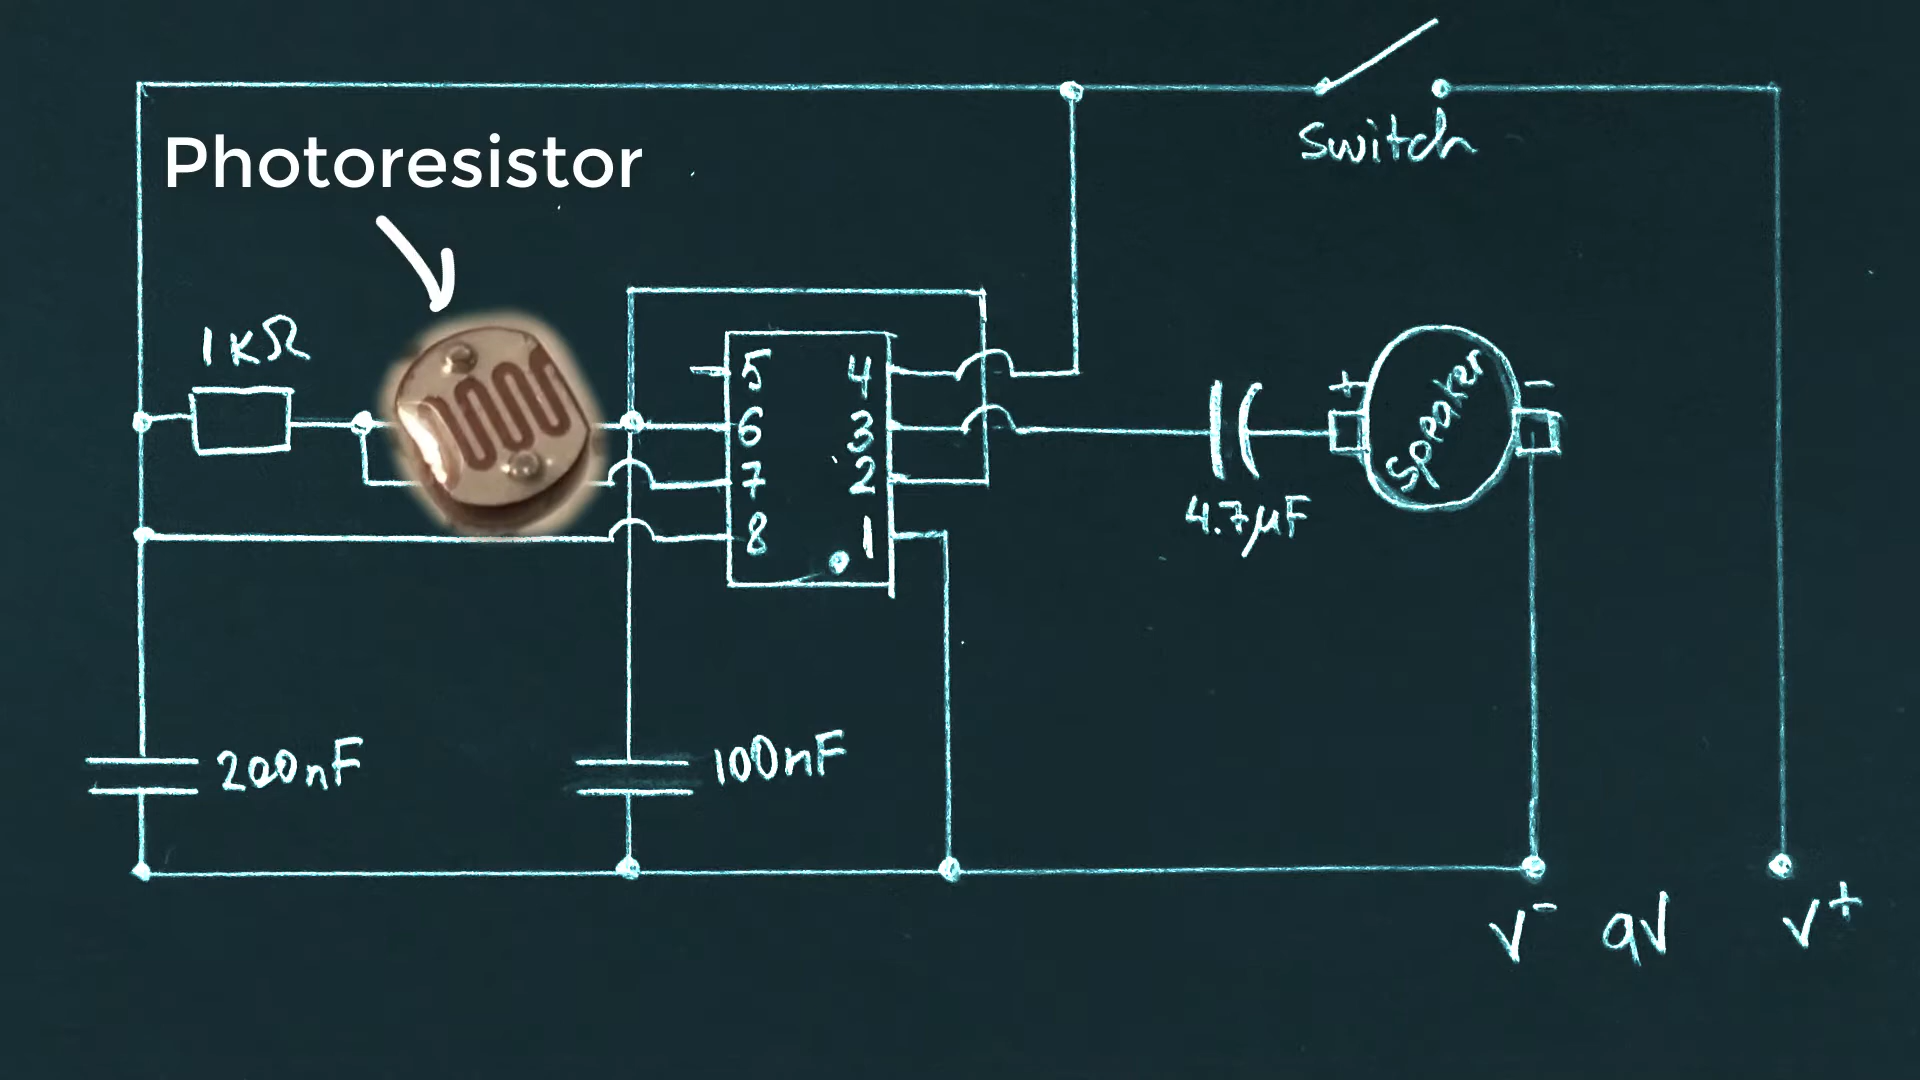 Switch
Photoresistor
1KΩ
5 4
6 3
7 2
8 1
+ Speaker -
4.7µF
200nF
100nF
V- 9V V+